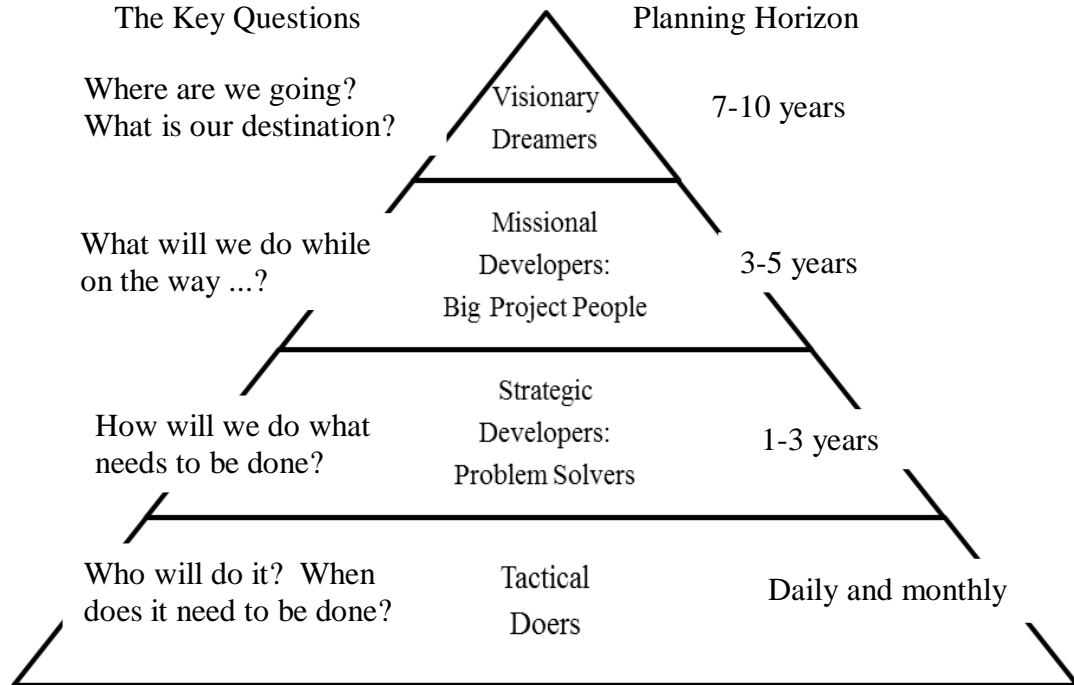 The Key Questions
Planning Horizon
Where are we going?
What is our destination?
Visionary
Dreamers
7-10 years
What will we do while
on the way ...?
Missional
Developers:
Big Project People
3-5 years
How will we do what
needs to be done?
Strategic
Developers:
Problem Solvers
1-3 years
Who will do it?  When
does it need to be done?
Tactical
Doers
Daily and monthly